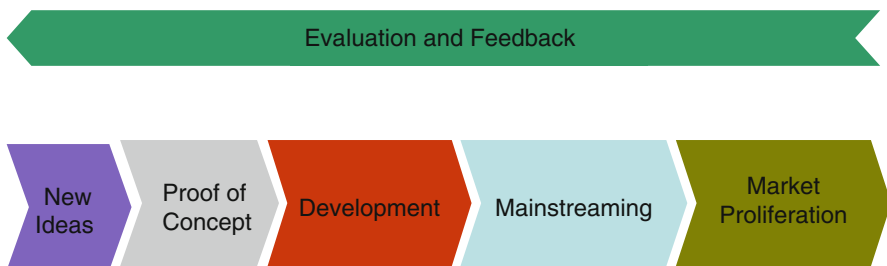 Evaluation and Feedback
New
Ideas
Proof of
Concept
Development
Mainstreaming
Market
Proliferation